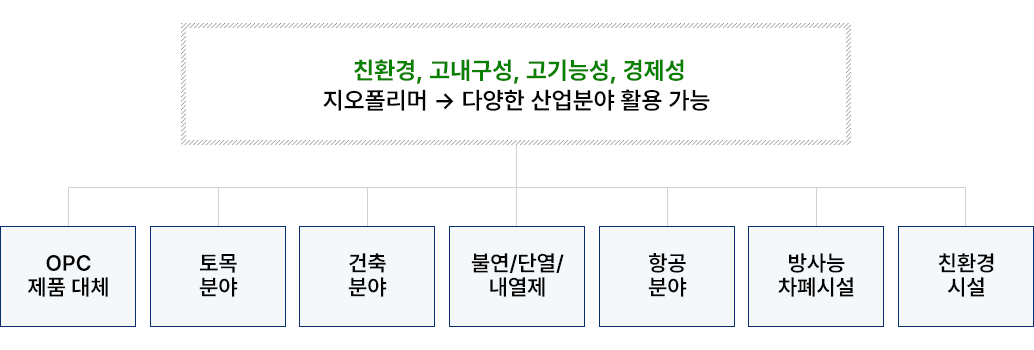 친환경, 고내구성, 고기능성, 경제성
지오폴리머 → 다양한 산업분야 활용 가능
OPC
제품 대체
토목
분야
건축
분야
불연/단열/
내열제
항공
분야
방사능
차폐시설
친환경
시설